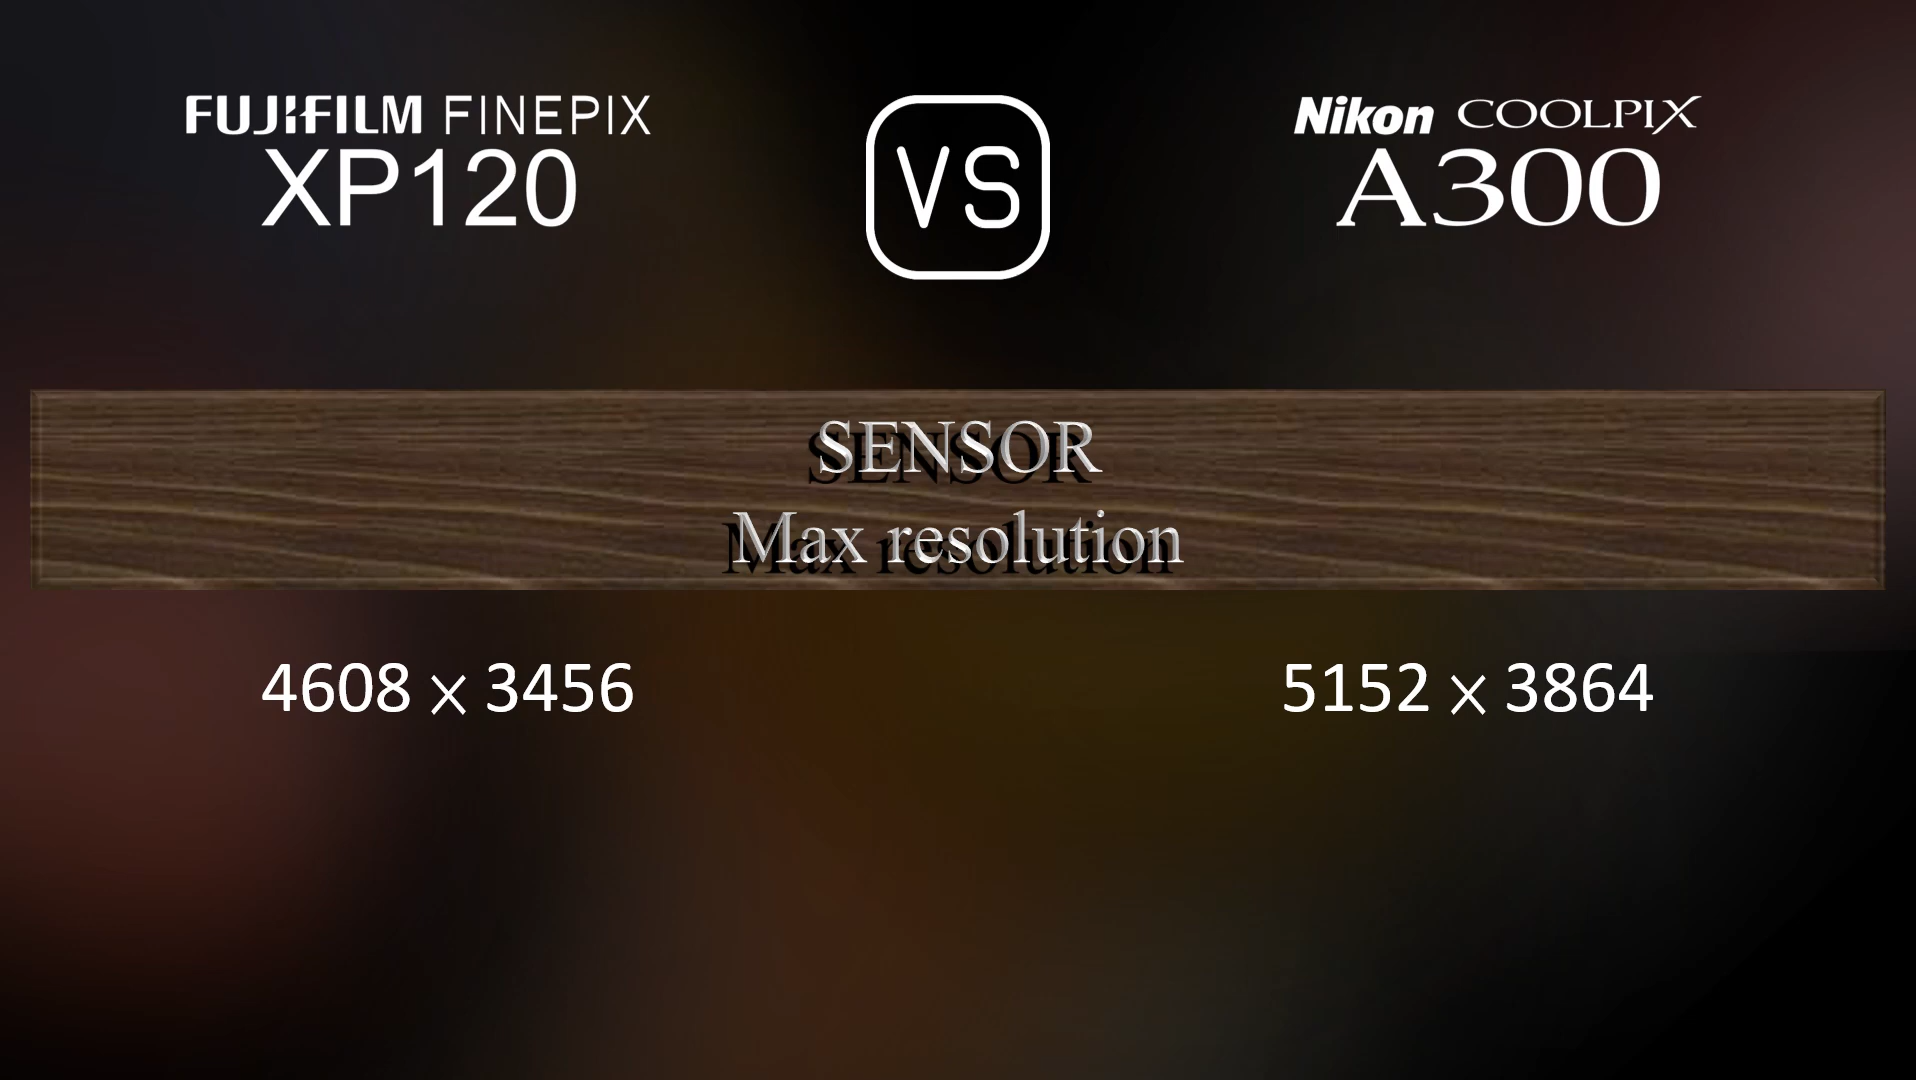 FUJIFILM FINEPIX
XP120
VS
Nikon COOLPIX
A300
SENSOR
Max resolution
4608 x 3456
5152 x 3864